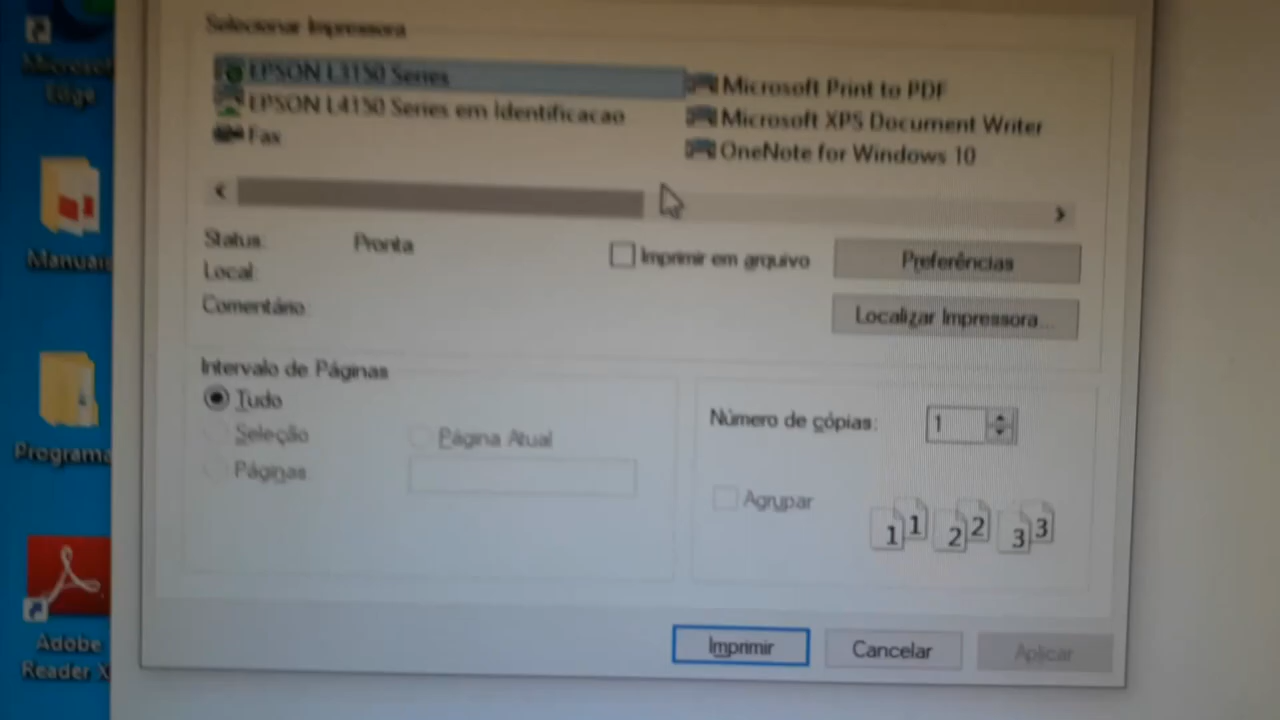 Selecionar Impressora
EPSON L3150 Series
EPSON L4150 Series em Identificacao
Fax
Microsoft Print to PDF
Microsoft XPS Document Writer
OneNote for Windows 10
Status: Pronta
Local:
Comentário:
Imprimir em arquivo
Preferências
Localizar Impressora...
Intervalo de Páginas
Tudo
Seleção
Página Atual
Páginas:
Número de cópias: 1
Agrupar
1 1 2 2 3 3
Imprimir
Cancelar
Aplicar
Microsoft
Edge
Manuais
Programa
Adobe
Reader X